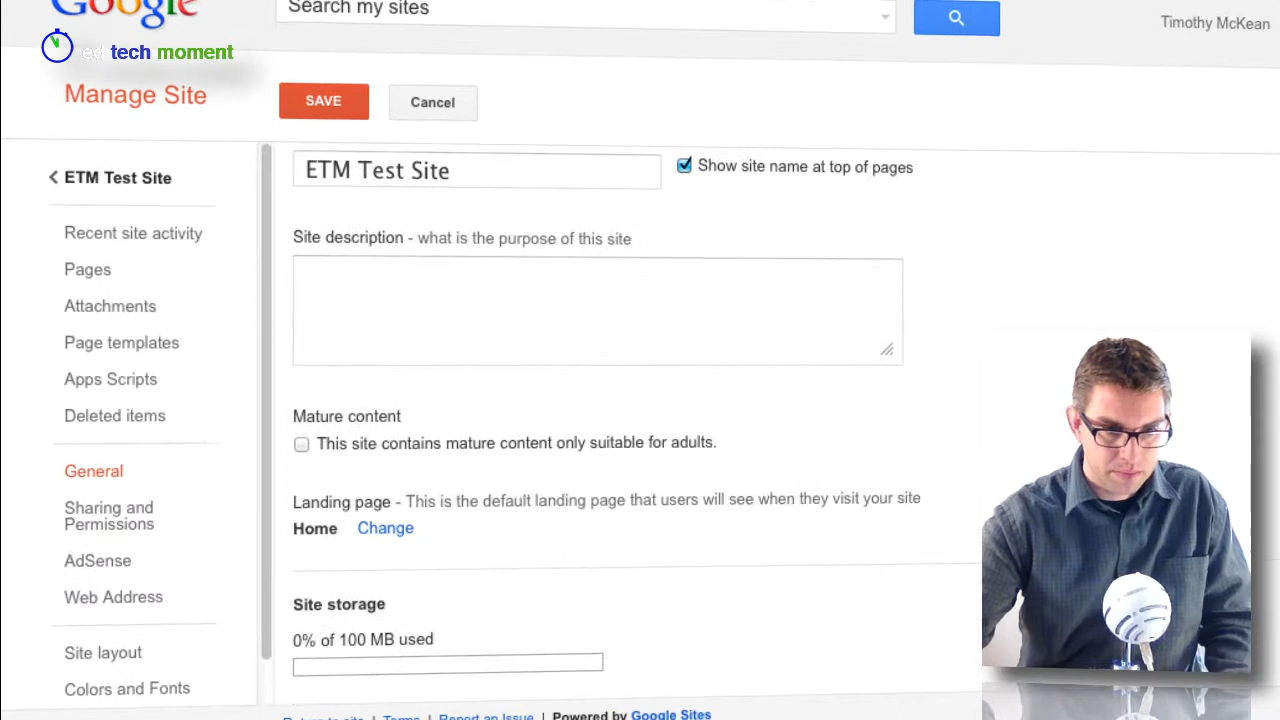 Google
Search my sites
Timothy McKean
ed tech moment
Manage Site
SAVE
Cancel
ETM Test Site
ETM Test Site
Show site name at top of pages
Recent site activity
Site description - what is the purpose of this site
Pages
Attachments
Page templates
Apps Scripts
Deleted items
Mature content
This site contains mature content only suitable for adults.
General
Sharing and
Permissions
Landing page - This is the default landing page that users will see when they visit your site
Home Change
AdSense
Web Address
Site storage
0% of 100 MB used
Site layout
Colors and Fonts
Return to site | Terms | Report an Issue | Powered by Google Sites